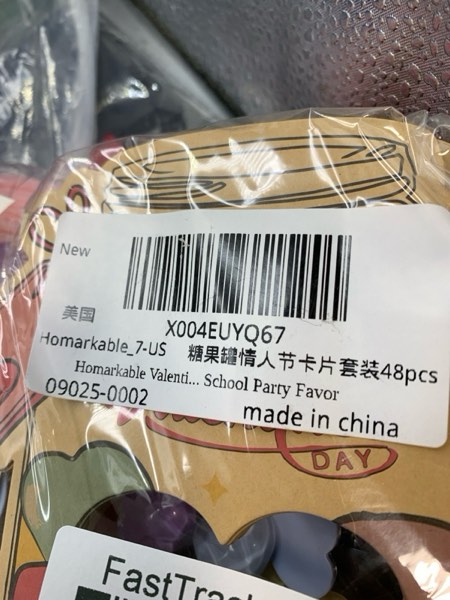 New
美国
X004EUYQ67
Homarkable_7-US 糖果罐情人节卡片套装48pcs
Homarkable Valenti... School Party Favor
09025-0002
made in china
DAY